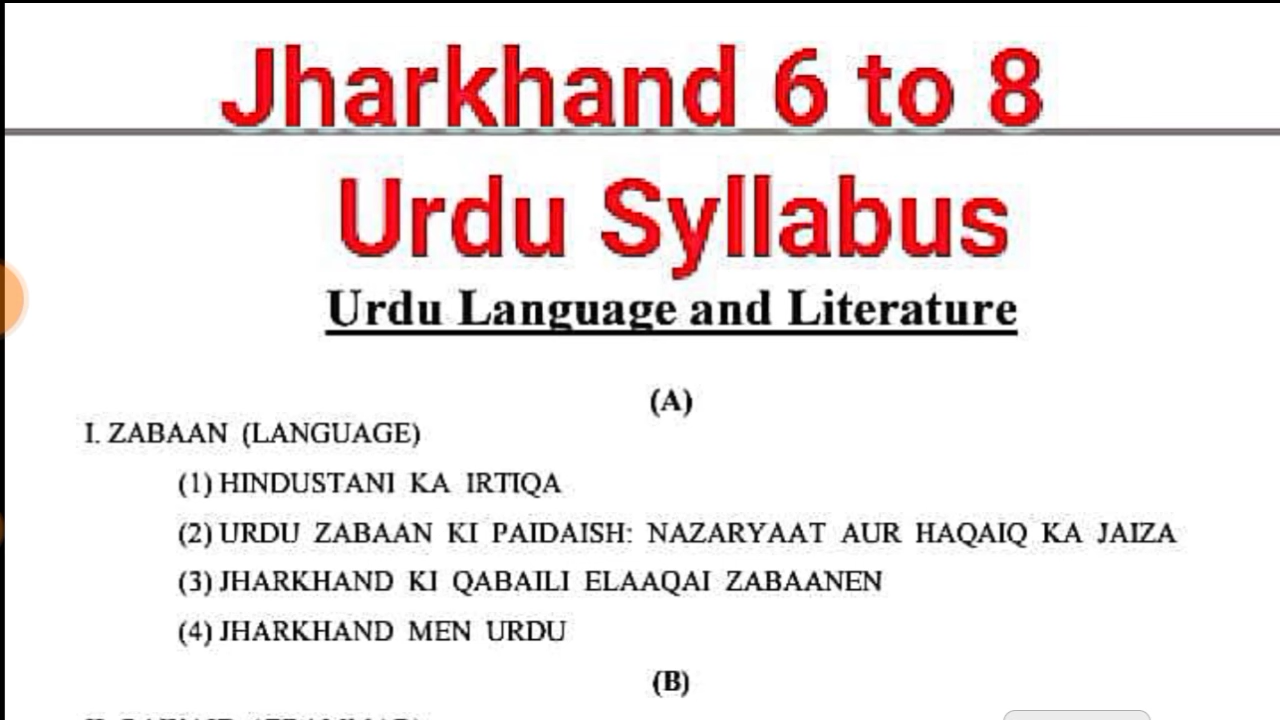 Jharkhand 6 to 8
Urdu Syllabus
Urdu Language and Literature
(A)
I. ZABAAN (LANGUAGE)
(1) HINDUSTANI KA IRTIQA
(2) URDU ZABAAN KI PAIDAISH: NAZARYAAT AUR HAQAIQ KA JAIZA
(3) JHARKHAND KI QABAILI ELAAQAI ZABAANEN
(4) JHARKHAND MEN URDU
(B)